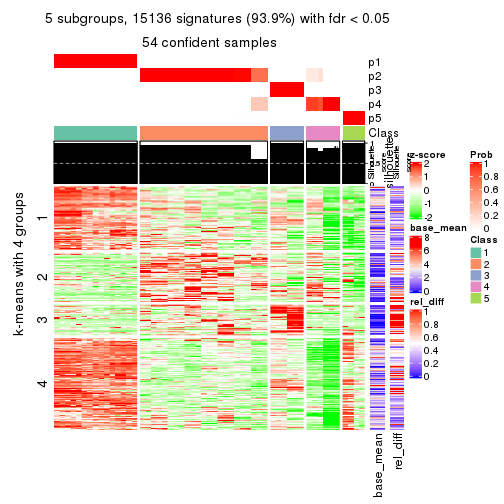 5 subgroups, 15136 signatures (93.9%) with fdr < 0.05
54 confident samples
p1
p2
p3
p4
p5
Class
silhouette
k-means with 4 groups
1
2
3
4
base_mean
rel_diff
z-score
2
1
0
-1
-2
base_mean
8
6
4
2
0
rel_diff
1
0.8
0.6
0.4
0.2
0
Prob
1
0.8
0.6
0.4
0.2
0
Class
1
2
3
4
5